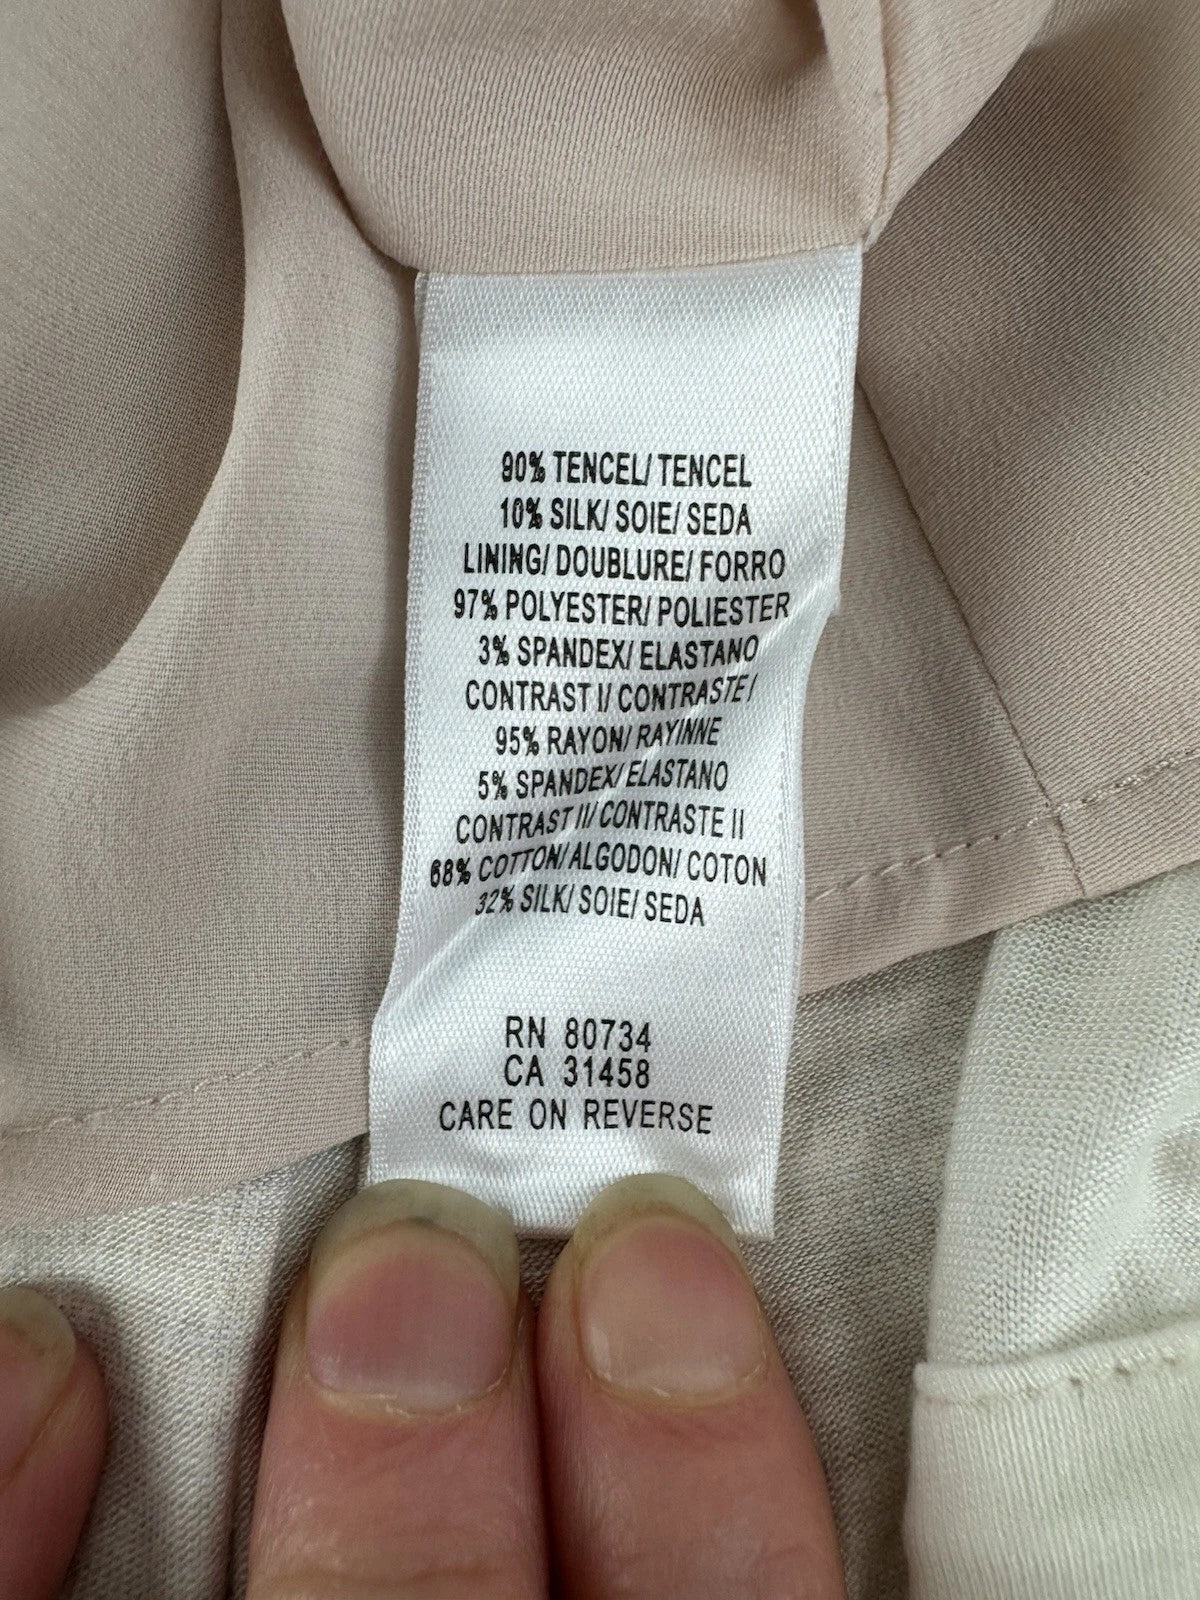 90% TENCEL/ TENCEL
10% SILK/ SOIE/ SEDA
LINING/ DOUBLURE/ FORRO
97% POLYESTER/ POLIESTER
3% SPANDEX/ ELASTANO
CONTRAST I/ CONTRASTE I
95% RAYON/ RAYINNE
5% SPANDEX/ ELASTANO
CONTRAST II/ CONTRASTE II
68% COTTON/ ALGODON/ COTON
32% SILK/ SOIE/ SEDA
RN 80734
CA 31458
CARE ON REVERSE